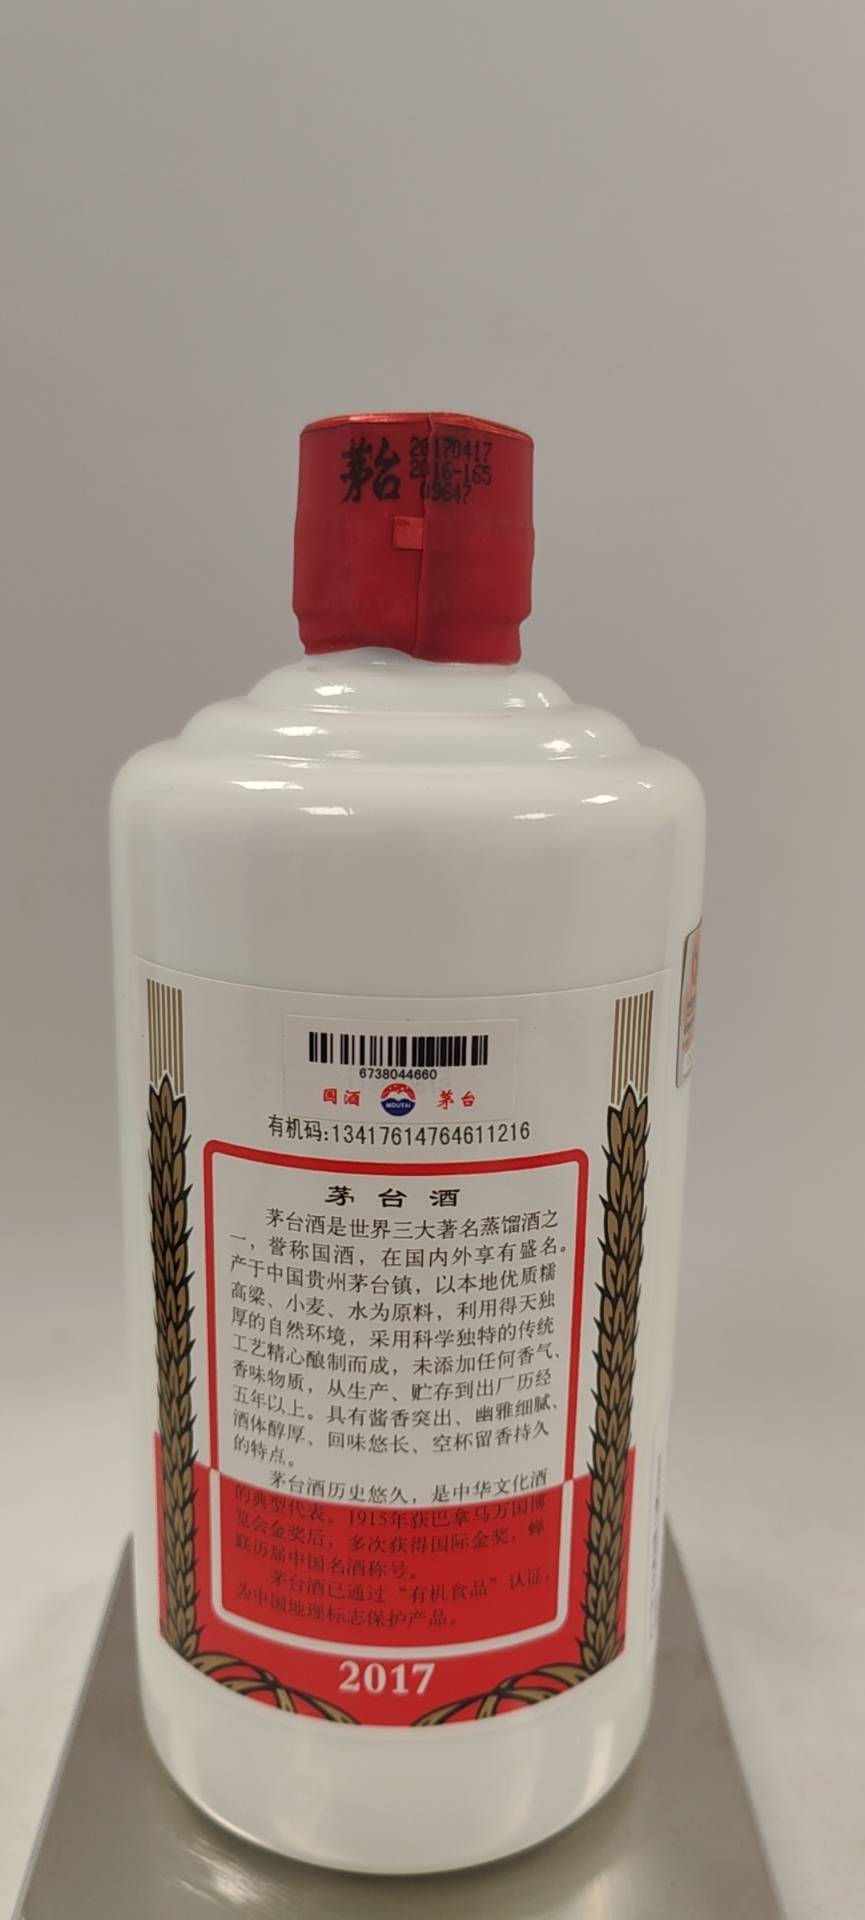 茅台
20170417
2016-165
09647
6738044660
国酒
MOUTAI
茅台
有机码:13417614764611216
茅台酒
茅台酒是世界三大著名蒸馏酒之
一，誉称国酒，在国内外享有盛名。
产于中国贵州茅台镇，以本地优质糯
高粱、小麦、水为原料，利用得天独
厚的自然环境，采用科学独特的传统
工艺精心酿制而成，未添加任何香气、
香味物质，从生产、贮存到出厂历经
五年以上。具有酱香突出、幽雅细腻、
酒体醇厚、回味悠长、空杯留香持久
的特点。
茅台酒历史悠久，是中华文化酒
的典型代表。1915年获巴拿马万国博
览会金奖后，多次获得国际金奖，蝉
联历届中国名酒称号。
茅台酒已通过“有机食品”认证，
为中国地理标志保护产品。
2017